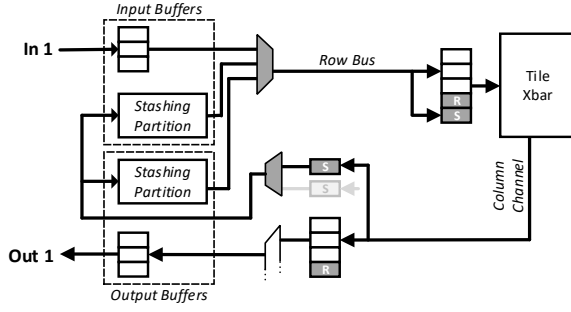 Input Buffers
In 1
Row Bus
Tile
Xbar
R
S
Stashing
Partition
Stashing
Partition
S
S
Column
Channel
Out 1
R
Output Buffers